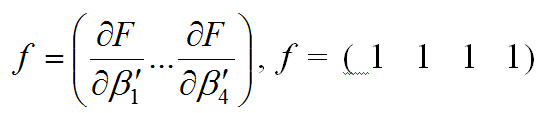 f = (∂F/∂β′₁ ... ∂F/∂β′₄), f = ( 1 1 1 1)